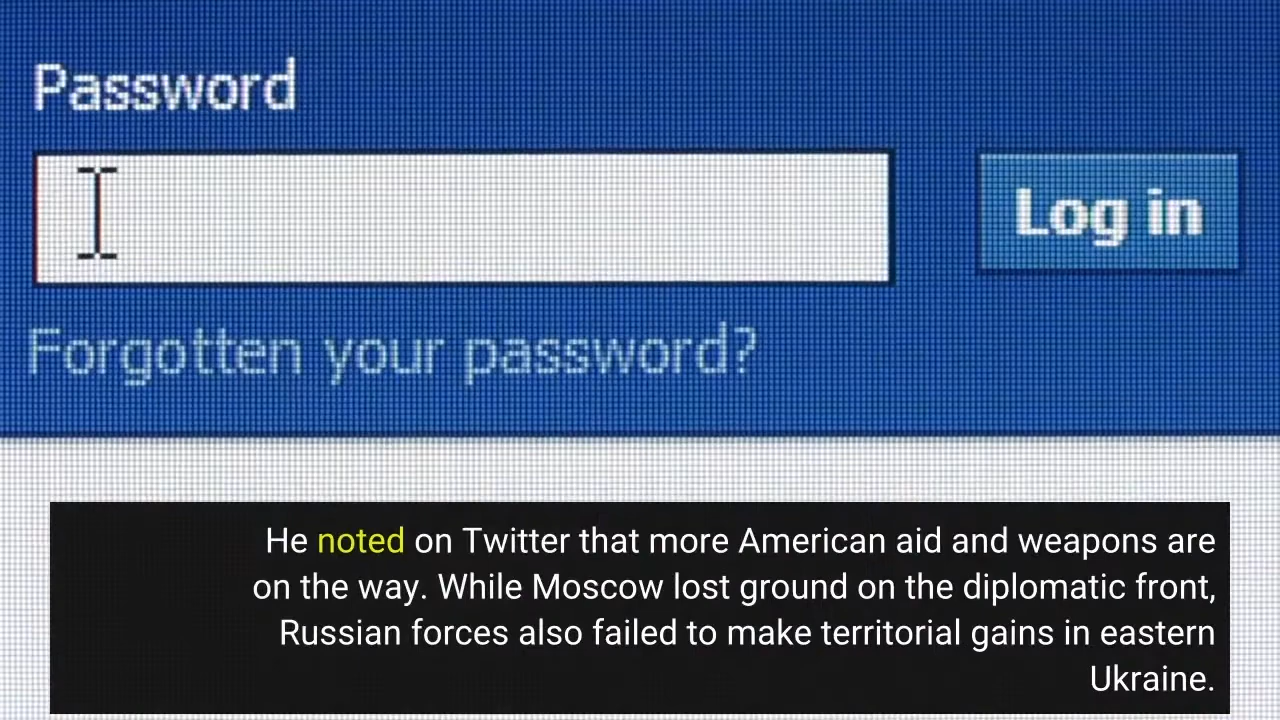 Password
Log in
Forgotten your password?
He noted on Twitter that more American aid and weapons are
on the way. While Moscow lost ground on the diplomatic front,
Russian forces also failed to make territorial gains in eastern
Ukraine.